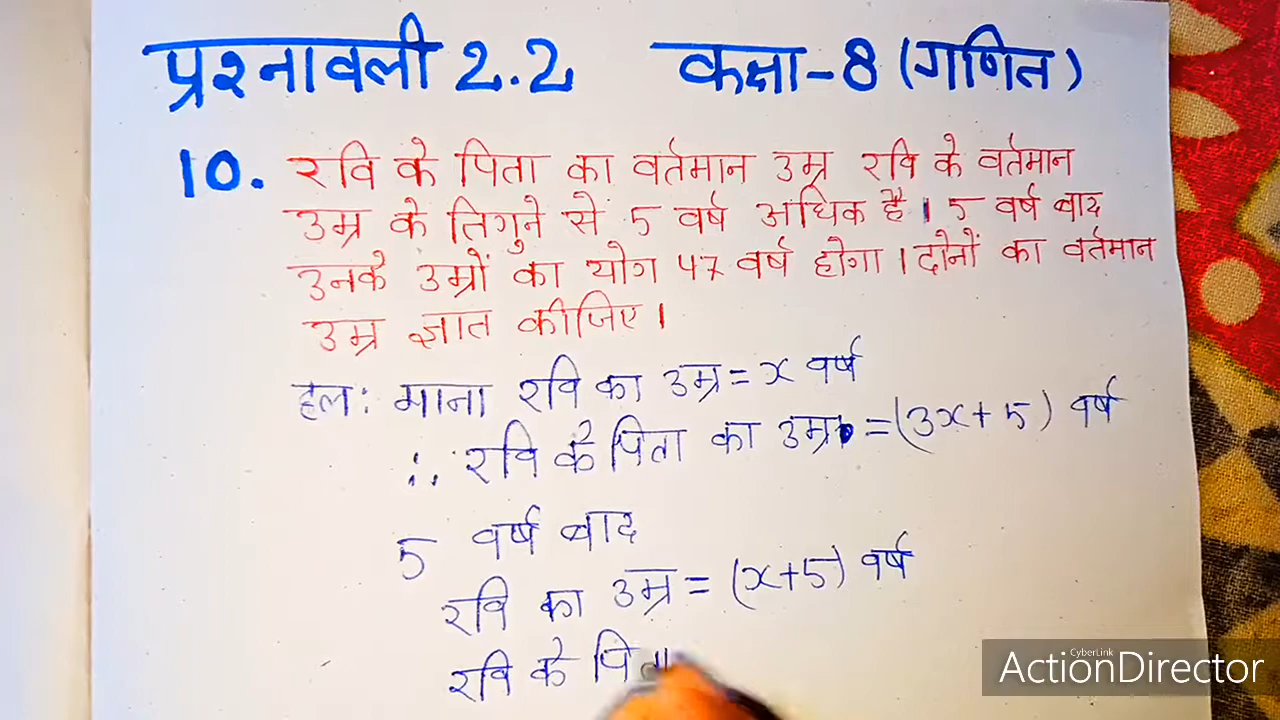 प्रश्नावली 2.2 कक्षा-8 (गणित)
10. रवि के पिता का वर्तमान उम्र रवि के वर्तमान
उम्र के तिगुने से 5 वर्ष अधिक है। 5 वर्ष बाद
उनके उम्रों का योग 47 वर्ष होगा। दोनों का वर्तमान
उम्र ज्ञात कीजिए।
हल: माना रवि का उम्र = x वर्ष
∴ रवि के पिता का उम्र = (3x+5) वर्ष
5 वर्ष बाद
रवि का उम्र = (x+5) वर्ष
रवि के पिता
CyberLink
ActionDirector